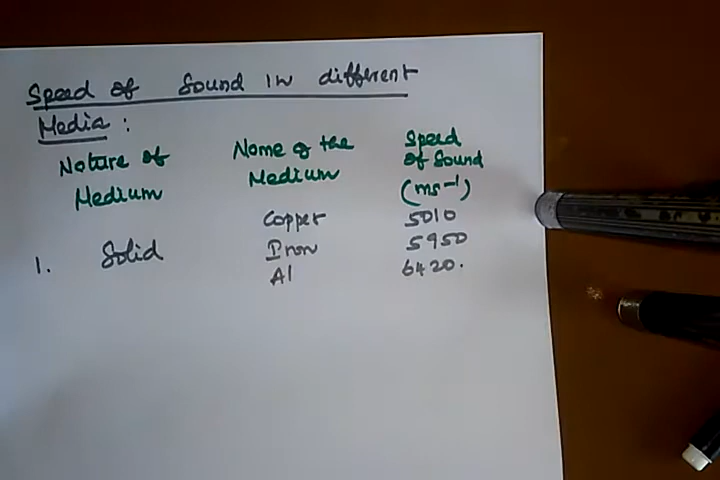 Speed of Sound in different
Media :
Nature of Medium
Name of the Medium
Speed of Sound (ms⁻¹)
Copper 5010
1. Solid Iron 5950
Al 6420.